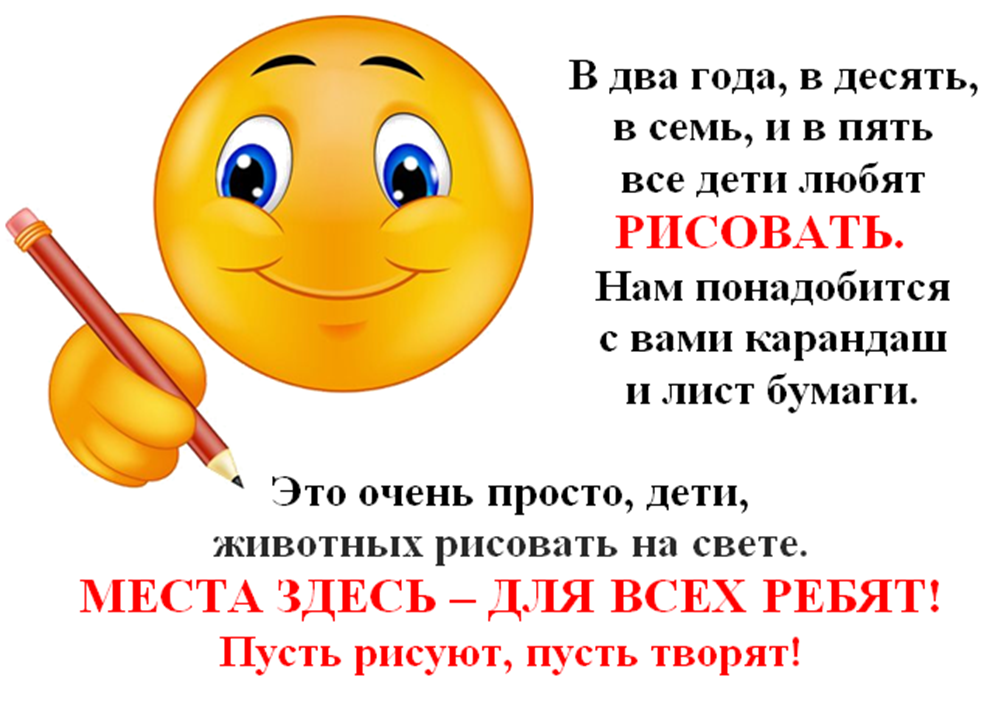 В два года, в десять,
в семь, и в пять
все дети любят
РИСОВАТЬ.
Нам понадобится
с вами карандаш
и лист бумаги.
Это очень просто, дети,
животных рисовать на свете.
МЕСТА ЗДЕСЬ – ДЛЯ ВСЕХ РЕБЯТ!
Пусть рисуют, пусть творят!